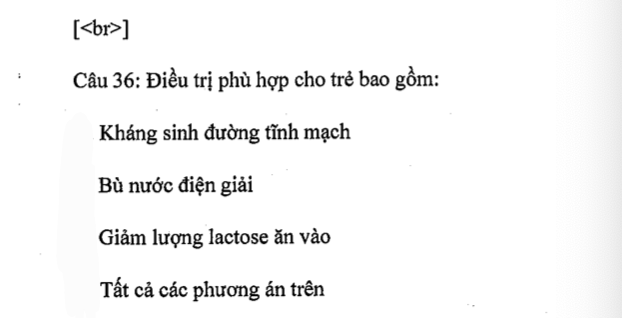 [<br>]
Câu 36: Điều trị phù hợp cho trẻ bao gồm:
Kháng sinh đường tĩnh mạch
Bù nước điện giải
Giảm lượng lactose ăn vào
Tất cả các phương án trên